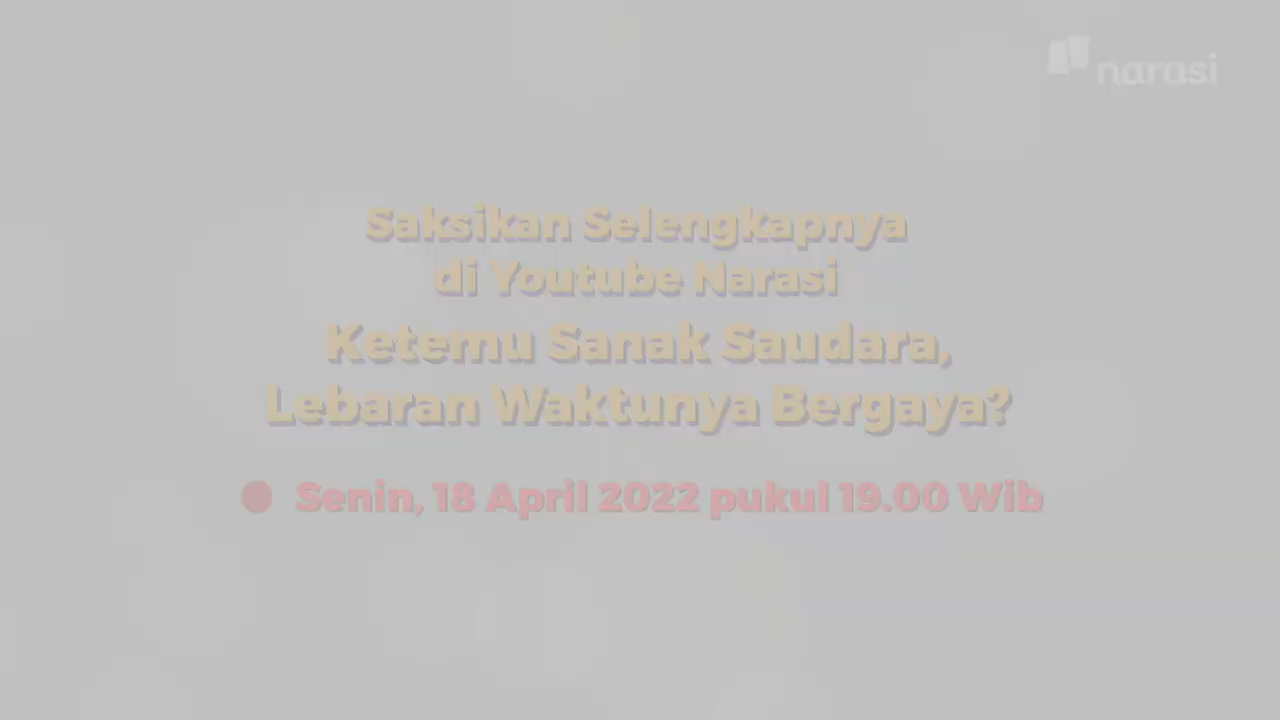 narasi
Saksikan Selengkapnya
di Youtube Narasi
Ketemu Sanak Saudara,
Lebaran Waktunya Bergaya?
Senin, 18 April 2022 pukul 19.00 Wib